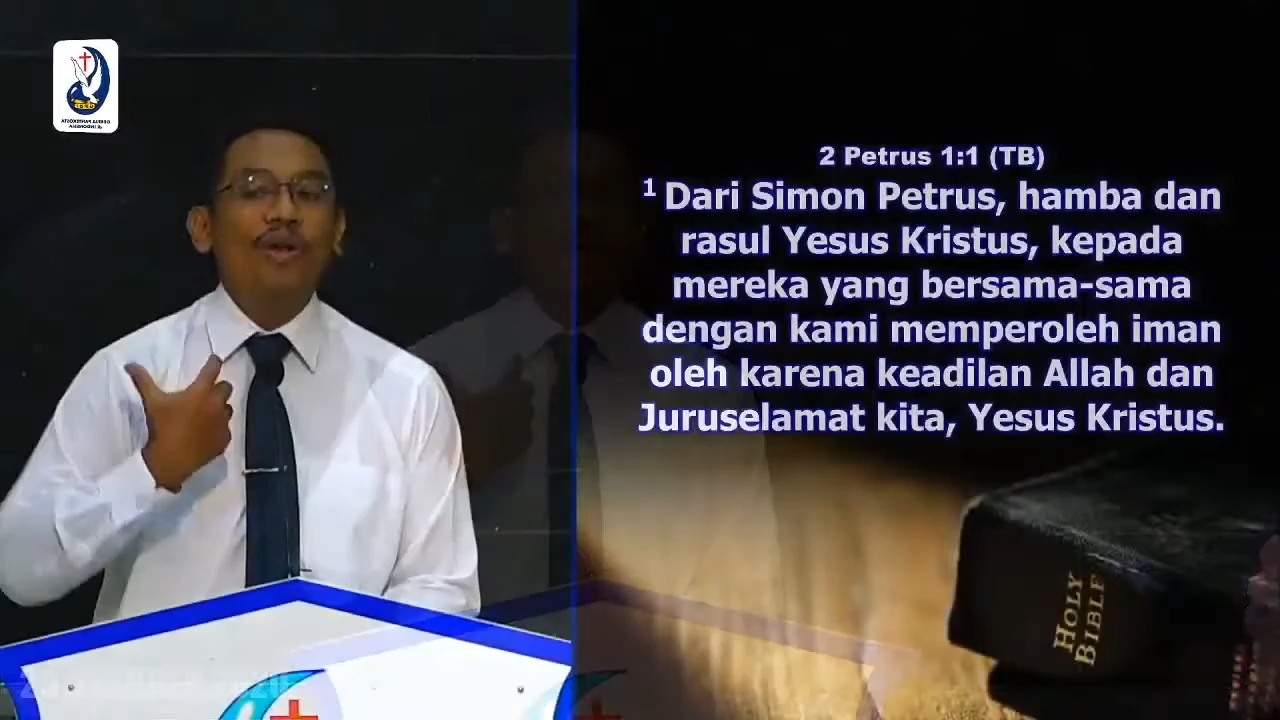 2 Petrus 1:1 (TB)
1 Dari Simon Petrus, hamba dan
rasul Yesus Kristus, kepada
mereka yang bersama-sama
dengan kami memperoleh iman
oleh karena keadilan Allah dan
Juruselamat kita, Yesus Kristus.
HOLY
BIBLE